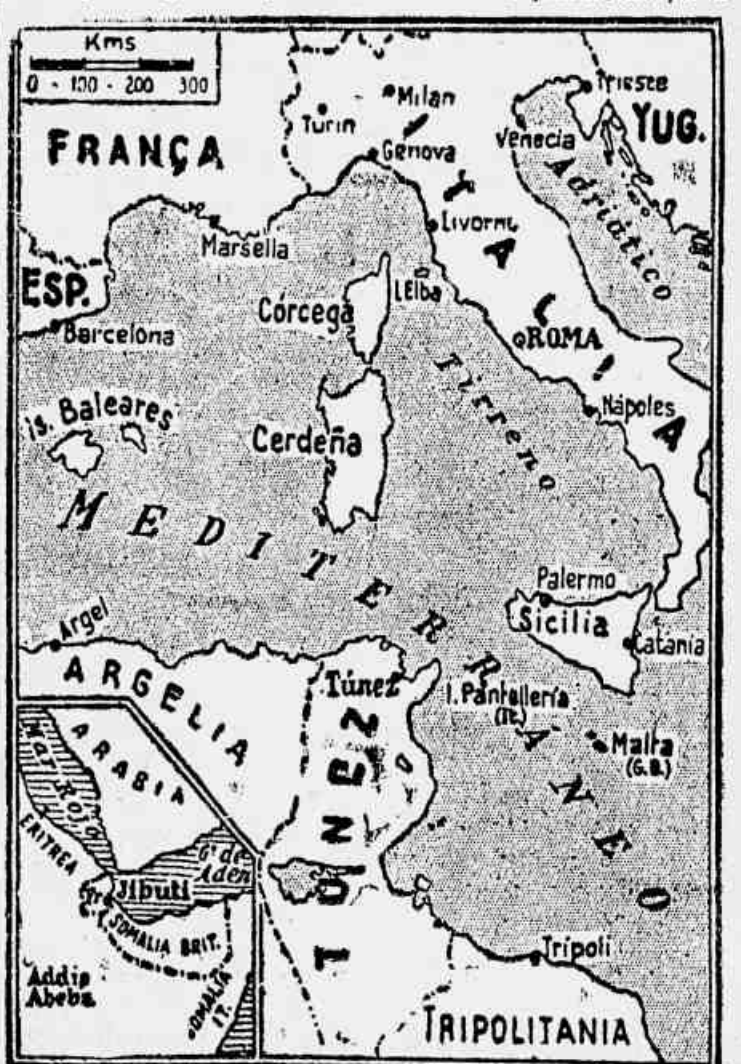 Kms
0 - 100 - 200 300
Milan
Turin
Trieste
Venecia
YUG.
FRANÇA
Genova
Adriático
Livorno
ITALIA
Marsella
ESP.
Córcega
I.Elba
Barcelona
ROMA
Tirreno
Nápoles
is. Baleares
Cerdeña
MEDITERRANEO
Palermo
Sicilia
Catania
Argel
ARGELIA
Túnez
TUNEZ
I. Pantellería
(It.)
Malta
(G.B.)
Mar Rojo
ARABIA
ERITREA
Gº de
Aden
Jibuti
SOMALIA BRIT.
Addis
Abeba
SOMALIA
IT.
Trípoli
TRIPOLITANIA